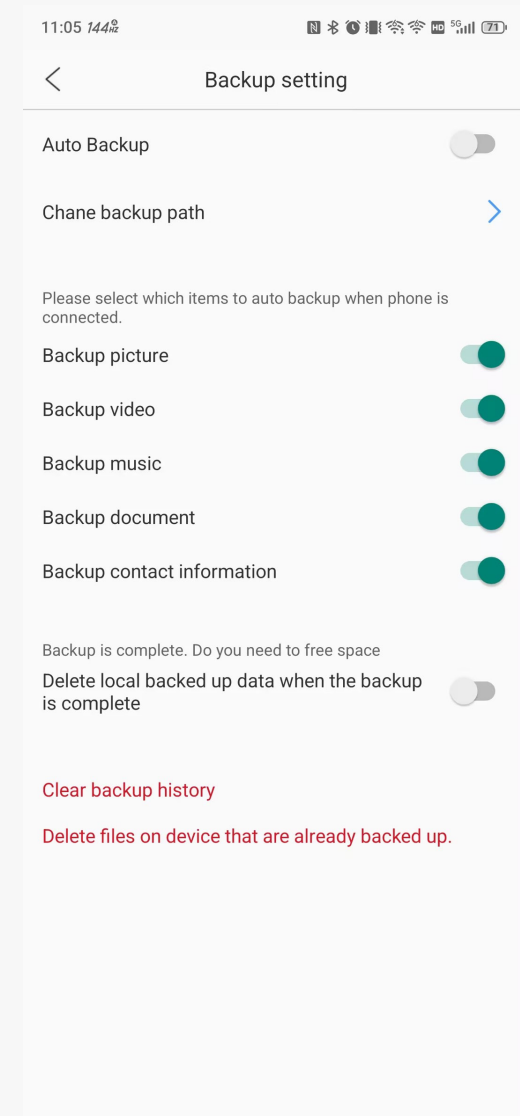 11:05 144HZ HD 5G 71
Backup setting
Auto Backup
Chane backup path
Please select which items to auto backup when phone is
connected.
Backup picture
Backup video
Backup music
Backup document
Backup contact information
Backup is complete. Do you need to free space
Delete local backed up data when the backup
is complete
Clear backup history
Delete files on device that are already backed up.